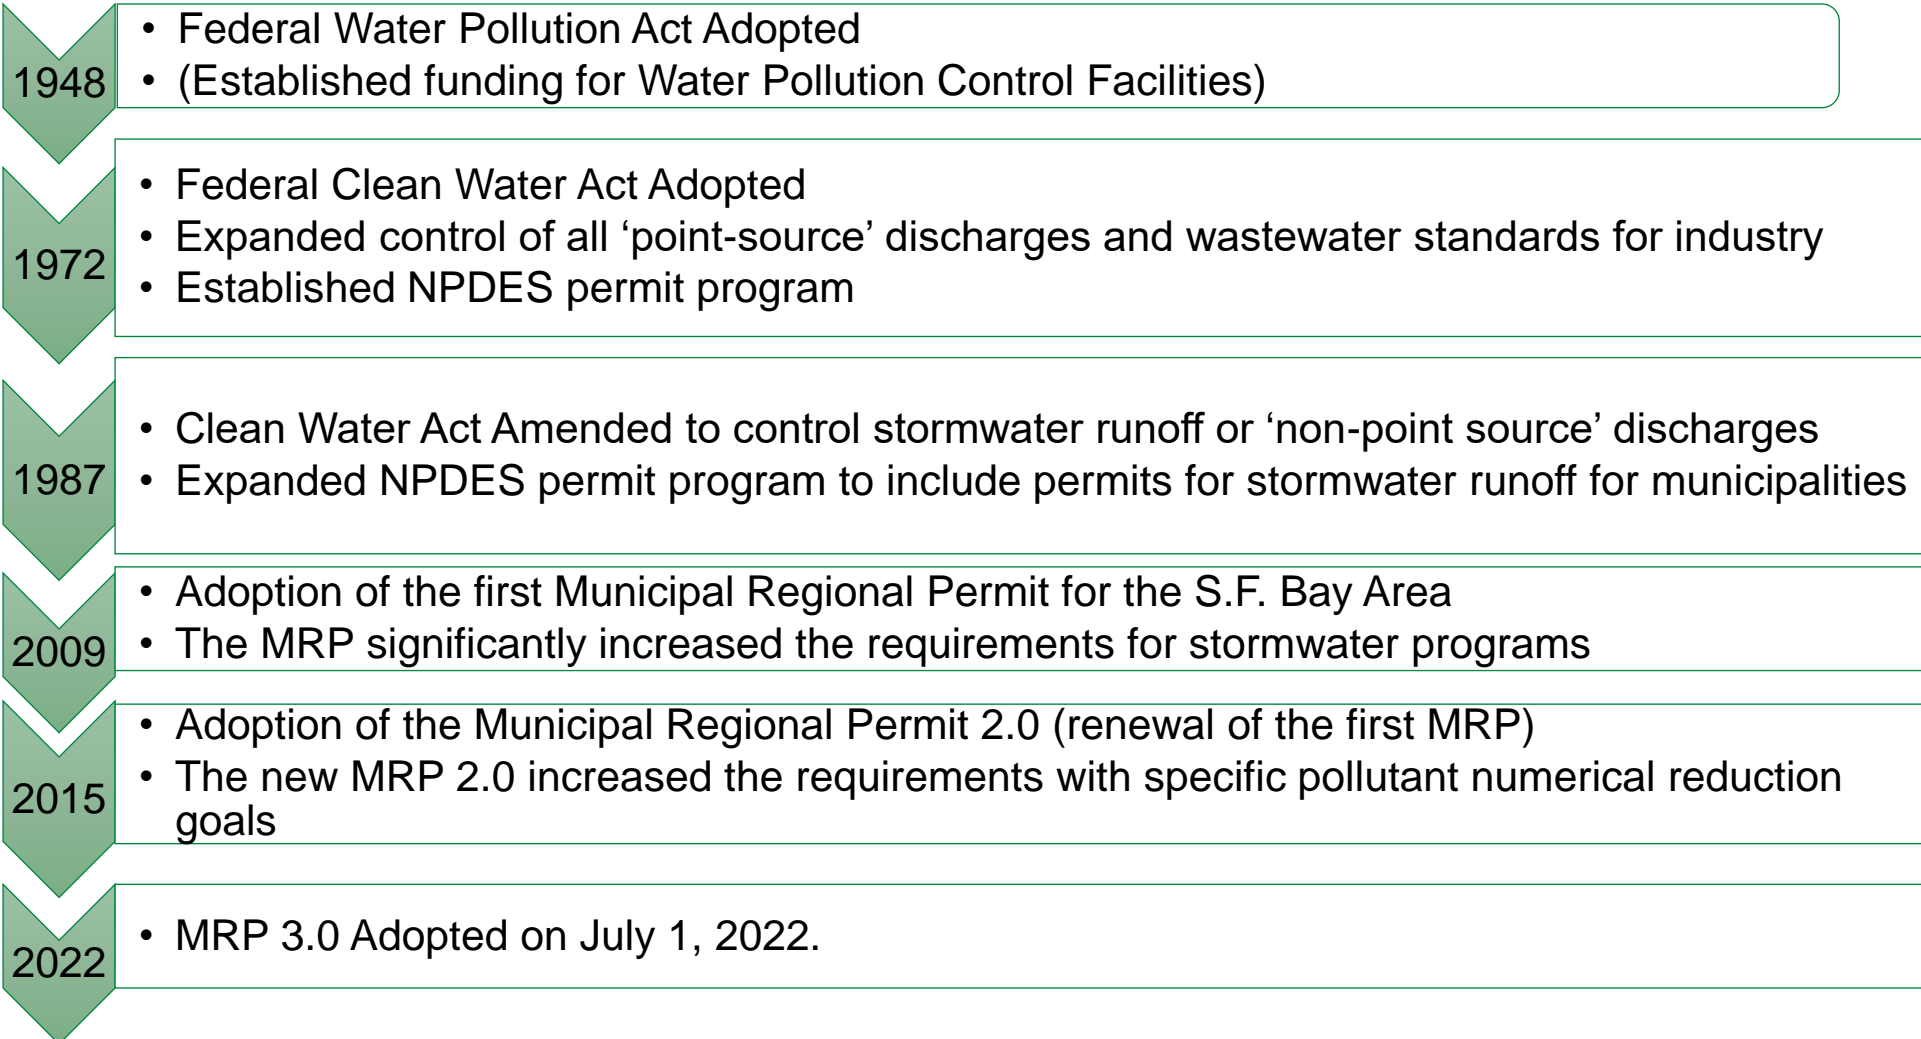 1948
• Federal Water Pollution Act Adopted
• (Established funding for Water Pollution Control Facilities)
1972
• Federal Clean Water Act Adopted
• Expanded control of all ‘point-source’ discharges and wastewater standards for industry
• Established NPDES permit program
1987
• Clean Water Act Amended to control stormwater runoff or ‘non-point source’ discharges
• Expanded NPDES permit program to include permits for stormwater runoff for municipalities
2009
• Adoption of the first Municipal Regional Permit for the S.F. Bay Area
• The MRP significantly increased the requirements for stormwater programs
2015
• Adoption of the Municipal Regional Permit 2.0 (renewal of the first MRP)
• The new MRP 2.0 increased the requirements with specific pollutant numerical reduction
goals
2022
• MRP 3.0 Adopted on July 1, 2022.